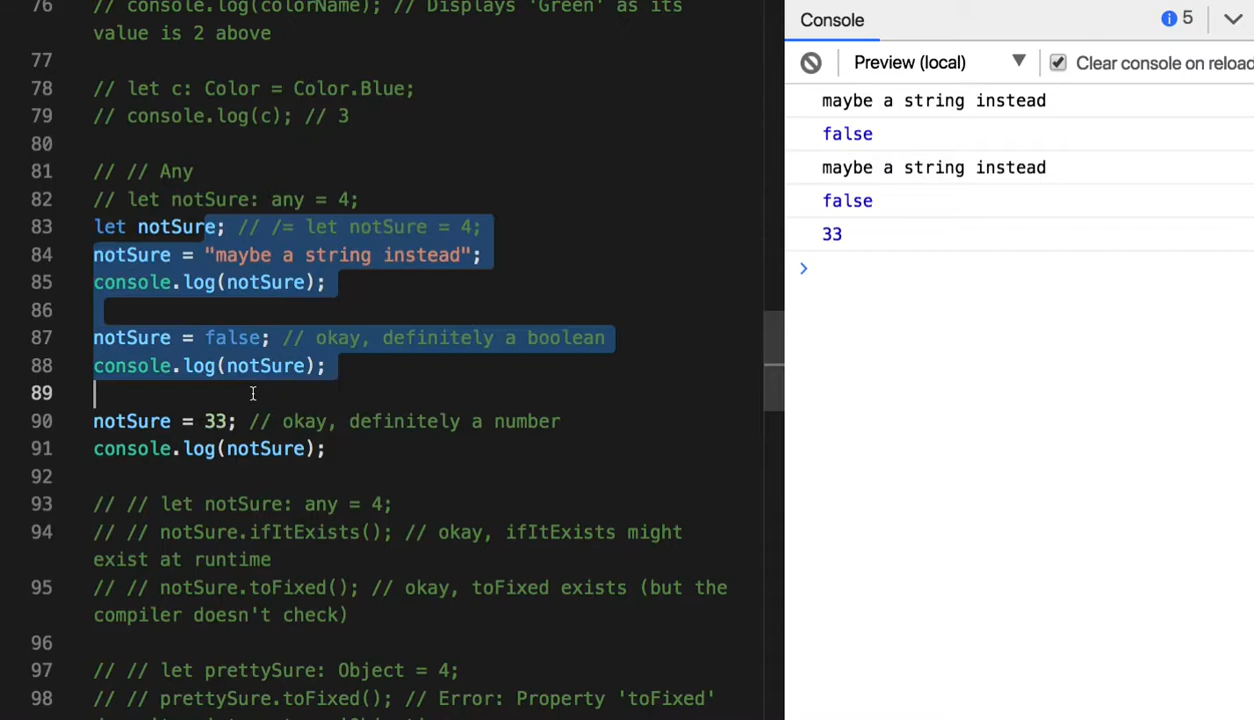 76 // console.log(colorName); // Displays 'Green' as its
value is 2 above
77
78 // let c: Color = Color.Blue;
79 // console.log(c); // 3
80
81 // // Any
82 // let notSure: any = 4;
83 let notSure; // /= let notSure = 4;
84 notSure = "maybe a string instead";
85 console.log(notSure);
86
87 notSure = false; // okay, definitely a boolean
88 console.log(notSure);
89
90 notSure = 33; // okay, definitely a number
91 console.log(notSure);
92
93 // // let notSure: any = 4;
94 // // notSure.ifItExists(); // okay, ifItExists might
exist at runtime
95 // // notSure.toFixed(); // okay, toFixed exists (but the
compiler doesn't check)
96
97 // // let prettySure: Object = 4;
98 // // prettySure.toFixed(); // Error: Property 'toFixed'
Console
5
Preview (local)
Clear console on reload
maybe a string instead
false
maybe a string instead
false
33